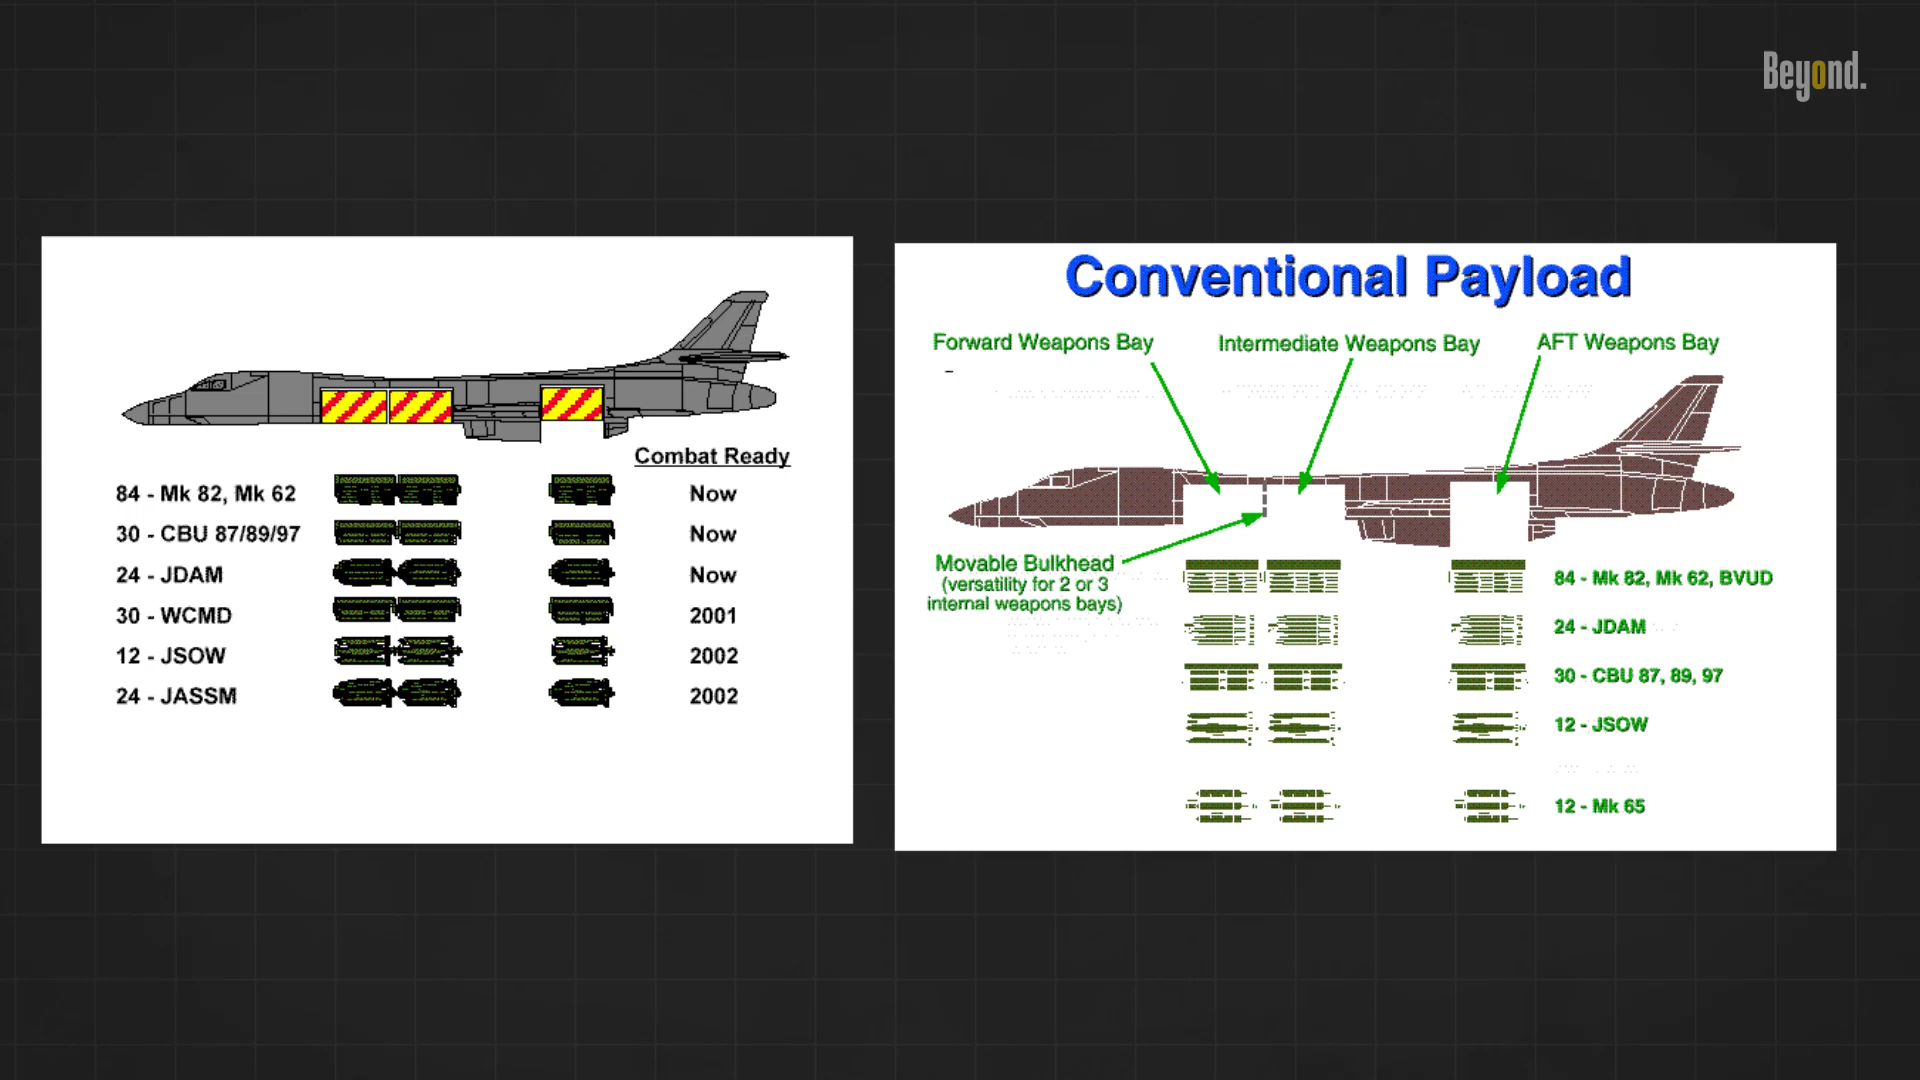 Beyond.
Combat Ready
84 - Mk 82, Mk 62 Now
30 - CBU 87/89/97 Now
24 - JDAM Now
30 - WCMD 2001
12 - JSOW 2002
24 - JASSM 2002
Conventional Payload
Forward Weapons Bay
Intermediate Weapons Bay
AFT Weapons Bay
Movable Bulkhead
(versatility for 2 or 3
internal weapons bays)
84 - Mk 82, Mk 62, BVUD
24 - JDAM
30 - CBU 87, 89, 97
12 - JSOW
12 - Mk 65